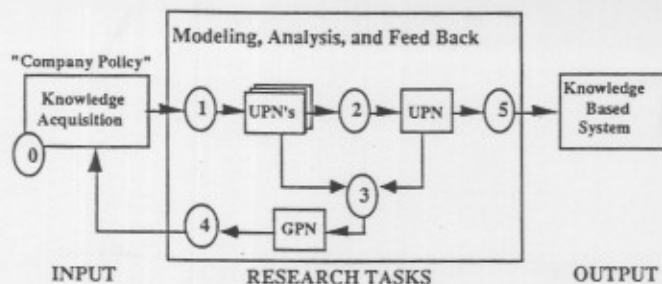 Modeling, Analysis, and Feed Back
"Company Policy"
Knowledge
Acquisition
0
1
UPN's
2
UPN
5
Knowledge
Based
System
3
4
GPN
INPUT
RESEARCH TASKS
OUTPUT